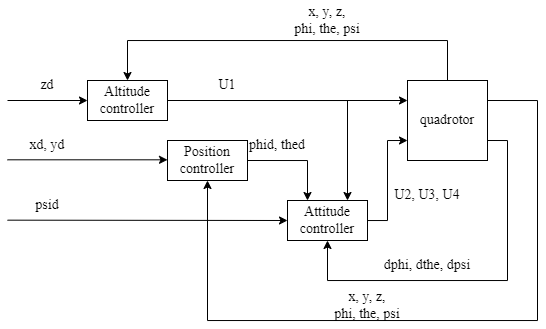 x, y, z,
phi, the, psi
zd
Altitude
controller
U1
quadrotor
xd, yd
Position
controller
phid, thed
psid
Attitude
controller
U2, U3, U4
dphi, dthe, dpsi
x, y, z,
phi, the, psi